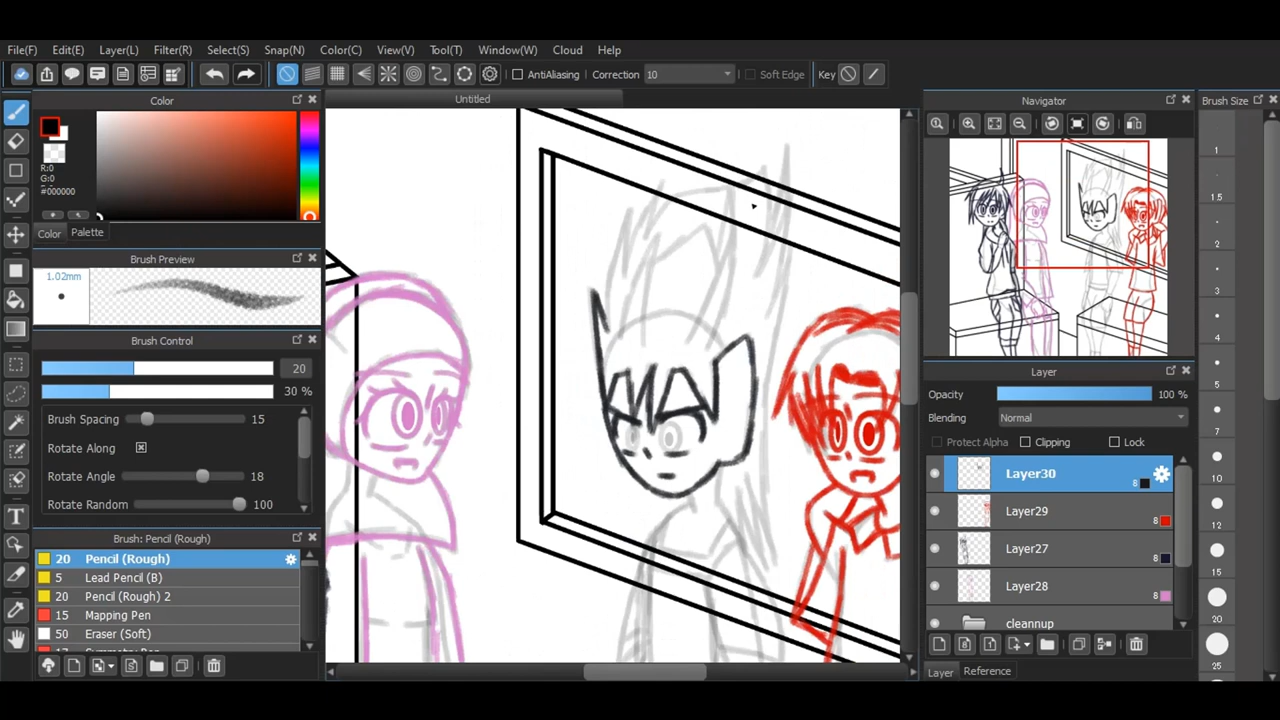 File(F) Edit(E) Layer(L) Filter(R) Select(S) Snap(N) Color(C) View(V) Tool(T) Window(W) Cloud Help
AntiAliasing Correction 10 Soft Edge Key
Color
R:0
G:0
#000000
Color Palette
Brush Preview
1.02mm
Brush Control
20
30 %
Brush Spacing 15
Rotate Along
Rotate Angle 18
Rotate Random 100
Brush: Pencil (Rough)
20 Pencil (Rough)
5 Lead Pencil (B)
20 Pencil (Rough) 2
15 Mapping Pen
50 Eraser (Soft)
Untitled
Navigator
Layer
Opacity 100 %
Blending Normal
Protect Alpha Clipping Lock
Layer30
8
Layer29
8
Layer27
8
Layer28
8
cleannup
Layer Reference
Brush Size
1
1.5
2
3
5
7
10
12
15
20
25